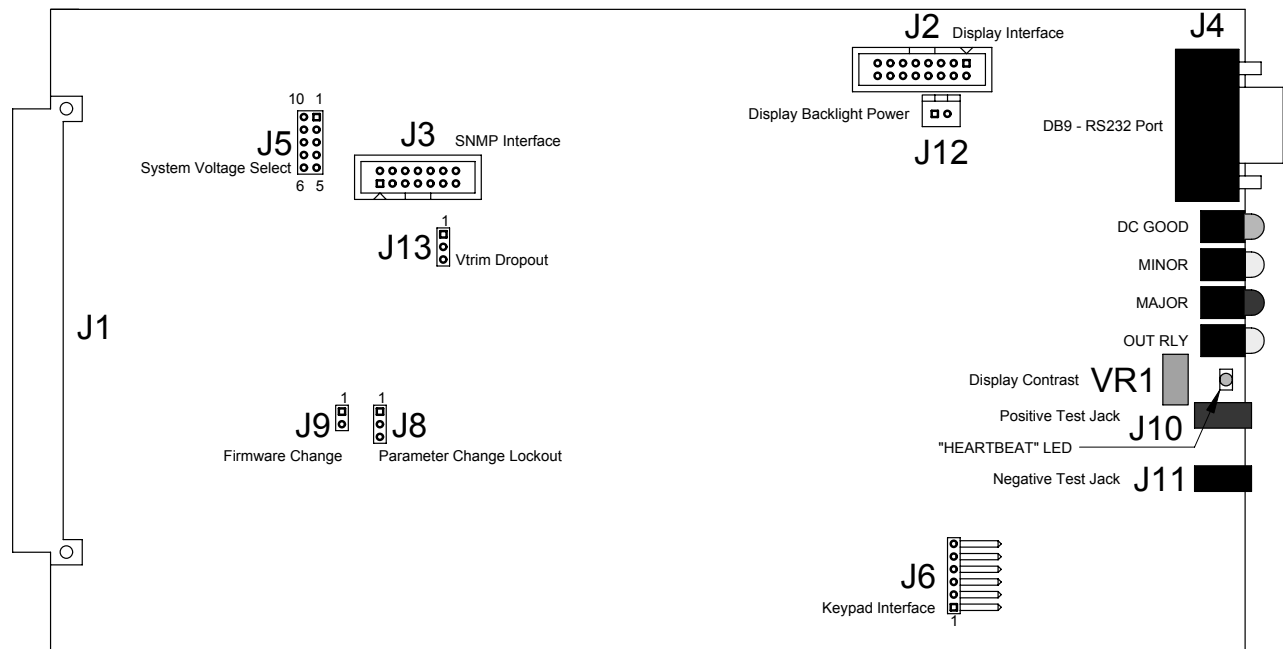 J2 Display Interface
J4
10 1
J5
System Voltage Select
6 5
J3 SNMP Interface
Display Backlight Power
J12
DB9 - RS232 Port
1
J13 Vtrim Dropout
DC GOOD
MINOR
MAJOR
OUT RLY
J1
Display Contrast VR1
1
J9
Firmware Change
1
J8
Parameter Change Lockout
Positive Test Jack J10
"HEARTBEAT" LED
Negative Test Jack J11
J6
Keypad Interface
1